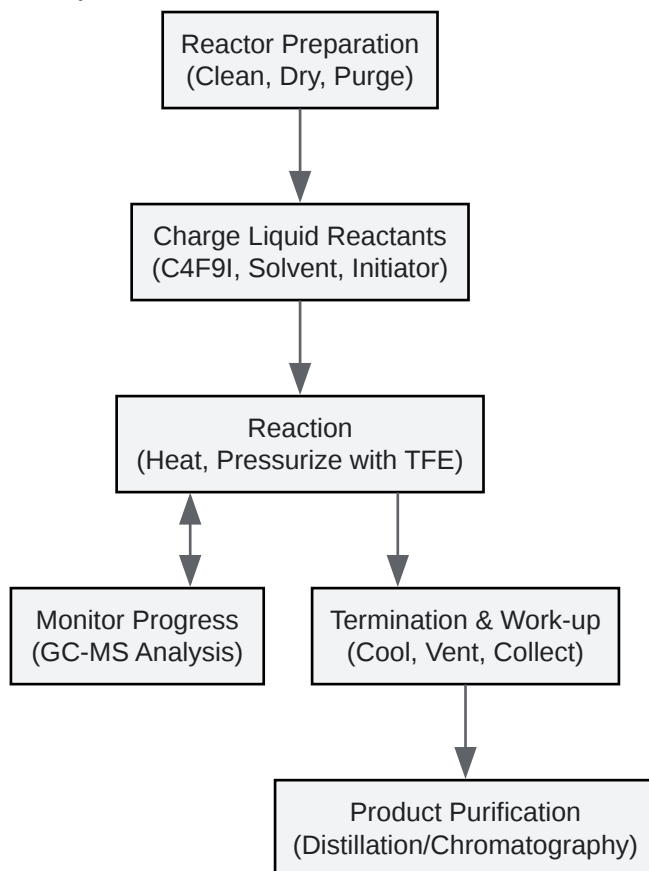 Reactor Preparation
(Clean, Dry, Purge)
Charge Liquid Reactants
(C4F9I, Solvent, Initiator)
Reaction
(Heat, Pressurize with TFE)
Monitor Progress
(GC-MS Analysis)
Termination & Work-up
(Cool, Vent, Collect)
Product Purification
(Distillation/Chromatography)